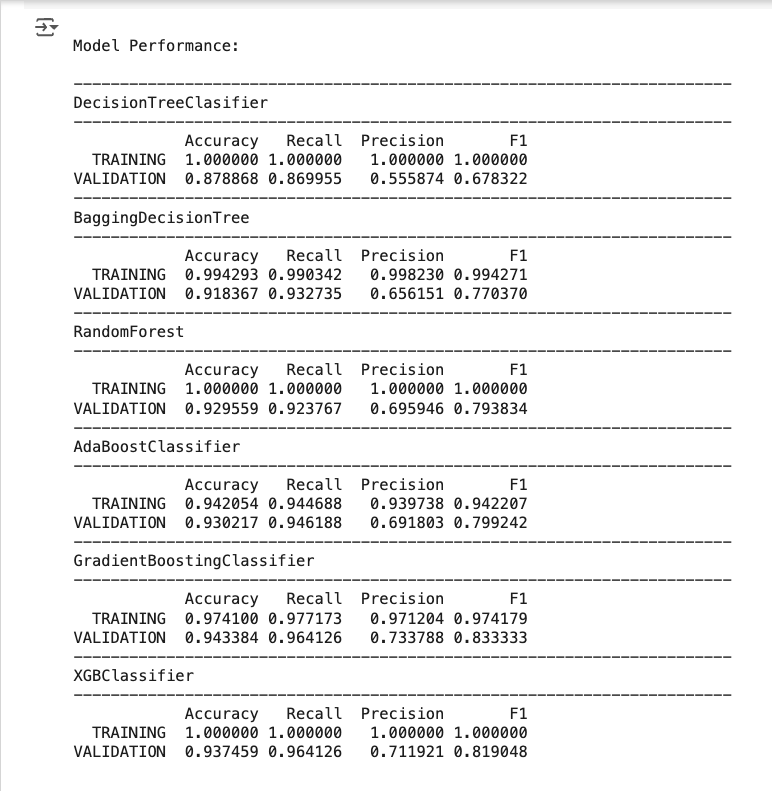 Model Performance:
--------------------------------------------------------------------------------
DecisionTreeClasifier
--------------------------------------------------------------------------------
Accuracy Recall Precision F1
TRAINING 1.000000 1.000000 1.000000 1.000000
VALIDATION 0.878868 0.869955 0.555874 0.678322
--------------------------------------------------------------------------------
BaggingDecisionTree
--------------------------------------------------------------------------------
Accuracy Recall Precision F1
TRAINING 0.994293 0.990342 0.998230 0.994271
VALIDATION 0.918367 0.932735 0.656151 0.770370
--------------------------------------------------------------------------------
RandomForest
--------------------------------------------------------------------------------
Accuracy Recall Precision F1
TRAINING 1.000000 1.000000 1.000000 1.000000
VALIDATION 0.929559 0.923767 0.695946 0.793834
--------------------------------------------------------------------------------
AdaBoostClassifier
--------------------------------------------------------------------------------
Accuracy Recall Precision F1
TRAINING 0.942054 0.944688 0.939738 0.942207
VALIDATION 0.930217 0.946188 0.691803 0.799242
--------------------------------------------------------------------------------
GradientBoostingClassifier
--------------------------------------------------------------------------------
Accuracy Recall Precision F1
TRAINING 0.974100 0.977173 0.971204 0.974179
VALIDATION 0.943384 0.964126 0.733788 0.833333
--------------------------------------------------------------------------------
XGBClassifier
--------------------------------------------------------------------------------
Accuracy Recall Precision F1
TRAINING 1.000000 1.000000 1.000000 1.000000
VALIDATION 0.937459 0.964126 0.711921 0.819048